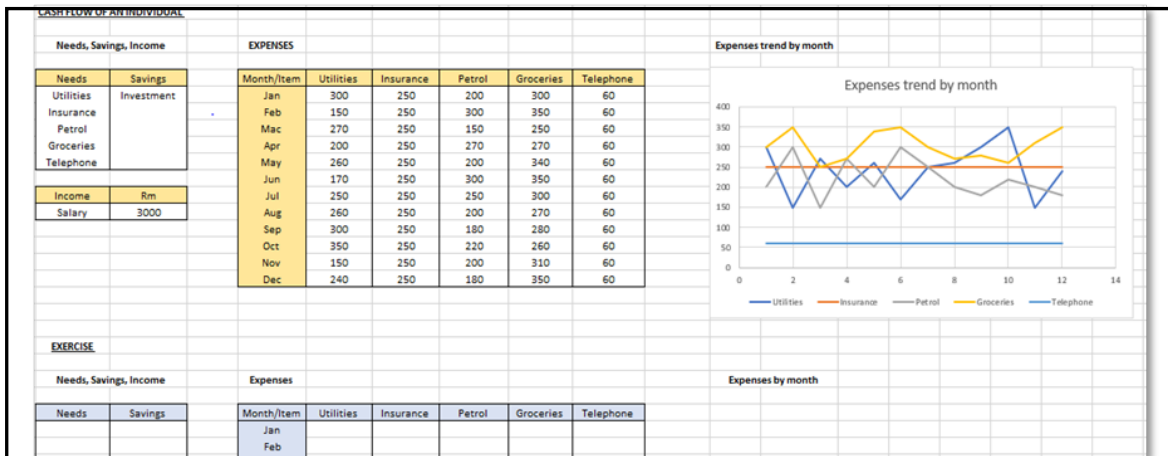 CASH FLOW OF AN INDIVIDUAL
Needs, Savings, Income EXPENSES Expenses trend by month
Needs Savings Month/Item Utilities Insurance Petrol Groceries Telephone
Utilities Investment Jan 300 250 200 300 60
Insurance Feb 150 250 300 350 60
Petrol Mac 270 250 150 250 60
Groceries Apr 200 250 270 270 60
Telephone May 260 250 200 340 60
Jun 170 250 300 350 60
Income Rm Jul 250 250 250 300 60
Salary 3000 Aug 260 250 200 270 60
Sep 300 250 180 280 60
Oct 350 250 220 260 60
Nov 150 250 200 310 60
Dec 240 250 180 350 60
Expenses trend by month
400
350
300
250
200
150
100
50
0
0 2 4 6 8 10 12 14
Utilities Insurance Petrol Groceries Telephone
EXERCISE
Needs, Savings, Income Expenses Expenses by month
Needs Savings Month/Item Utilities Insurance Petrol Groceries Telephone
Jan
Feb